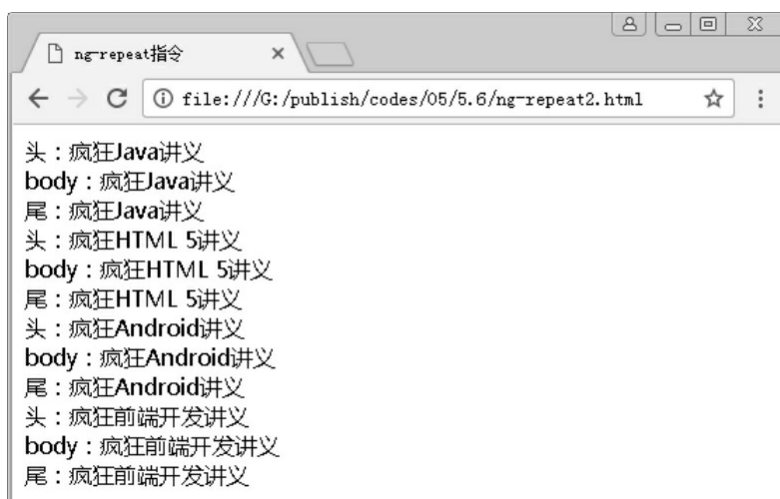 ng-repeat指令
file:///G:/publish/codes/05/5.6/ng-repeat2.html
头：疯狂Java讲义
body：疯狂Java讲义
尾：疯狂Java讲义
头：疯狂HTML 5讲义
body：疯狂HTML 5讲义
尾：疯狂HTML 5讲义
头：疯狂Android讲义
body：疯狂Android讲义
尾：疯狂Android讲义
头：疯狂前端开发讲义
body：疯狂前端开发讲义
尾：疯狂前端开发讲义